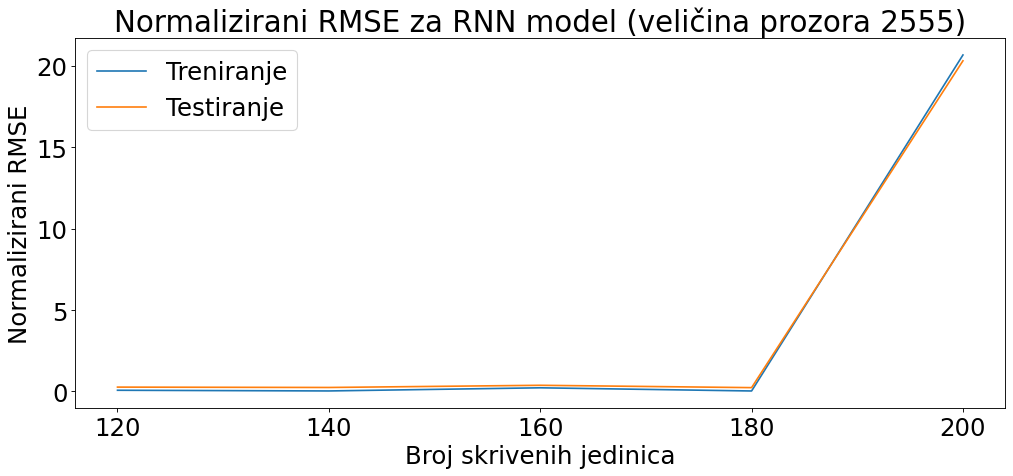 Normalizirani RMSE za RNN model (veličina prozora 2555)
Treniranje
Testiranje
Normalizirani RMSE
20
15
10
5
0
120 140 160 180 200
Broj skrivenih jedinica